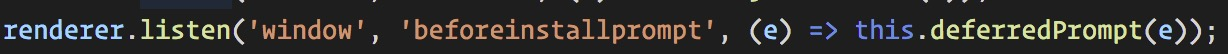 renderer.listen('window', 'beforeinstallprompt', (e) => this.deferredPrompt(e));